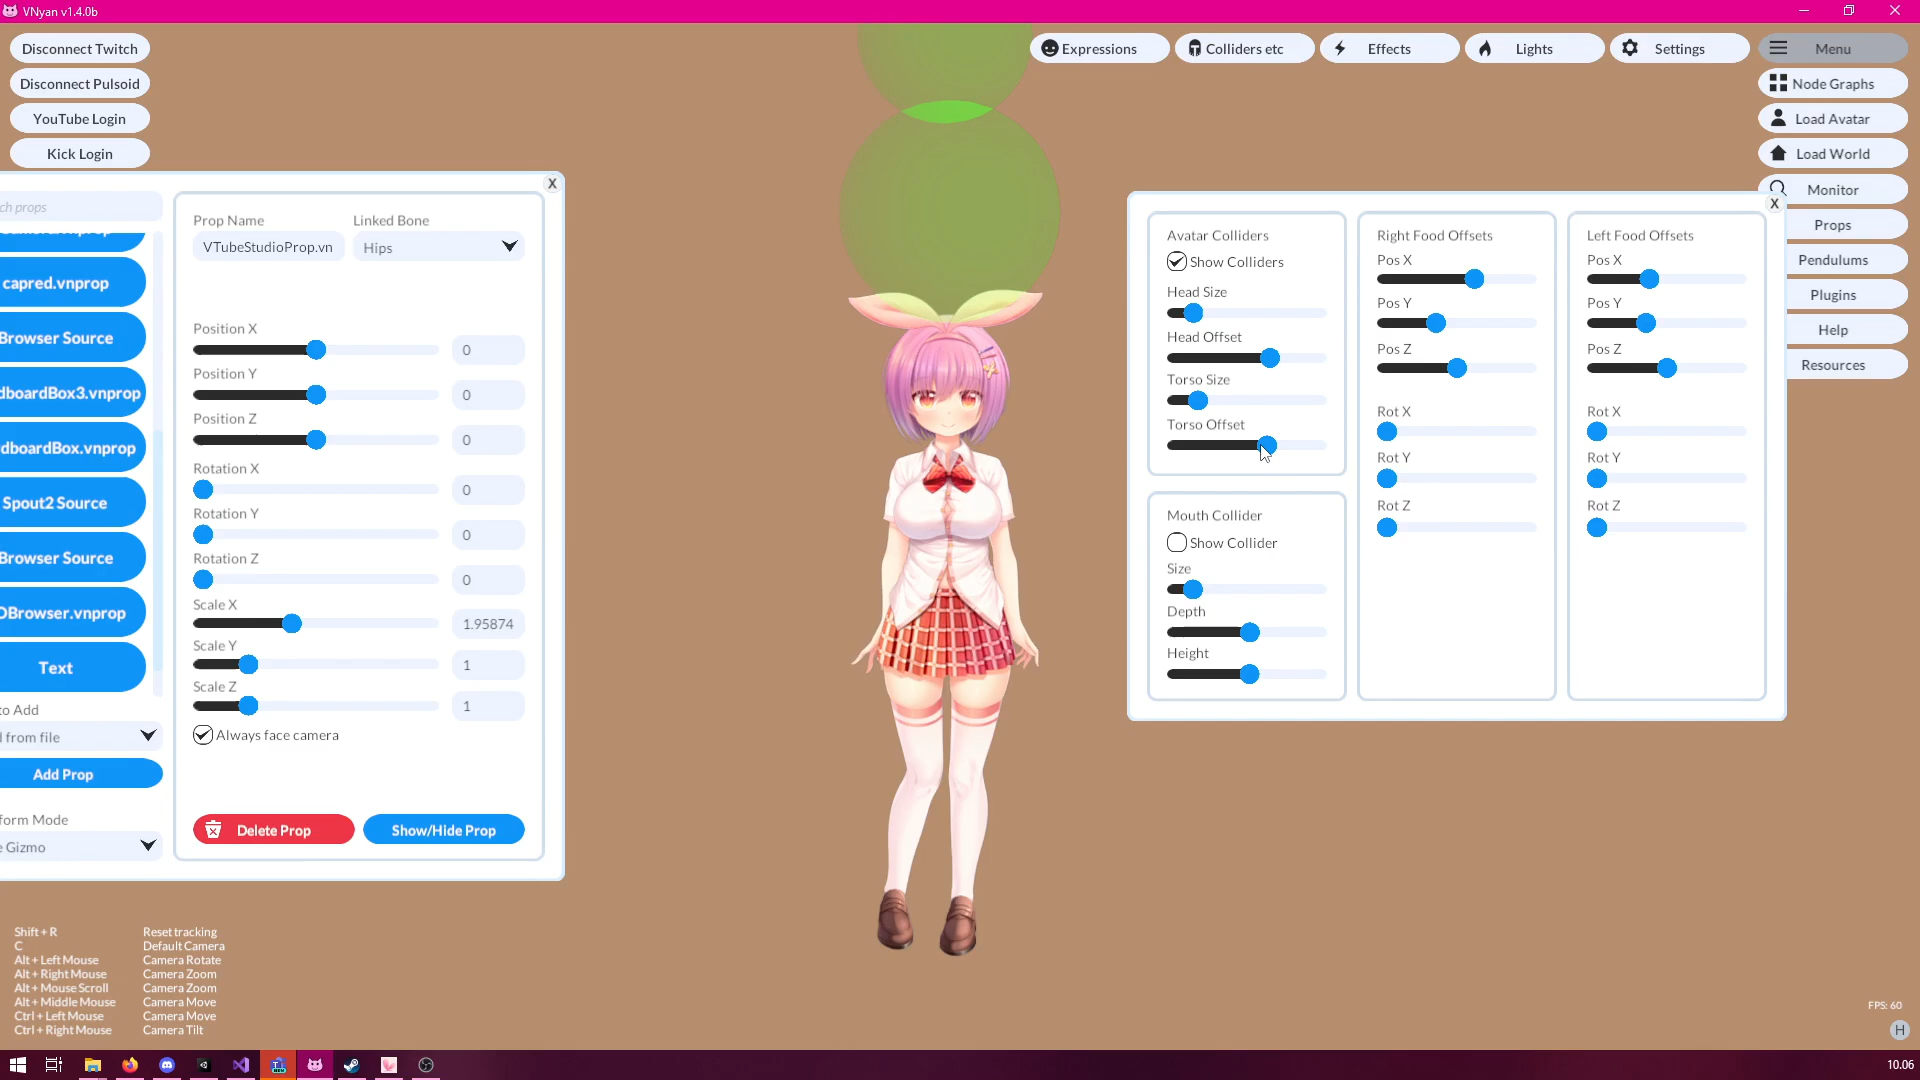 VNyan v1.4.0b
Disconnect Twitch
Disconnect Pulsoid
YouTube Login
Kick Login
Expressions
Colliders etc
Effects
Lights
Settings
Menu
Node Graphs
Load Avatar
Load World
Monitor
Props
Pendulums
Plugins
Help
Resources
ch props
capred.vnprop
Browser Source
dboardBox3.vnprop
rdboardBox.vnprop
Spout2 Source
Browser Source
OBrowser.vnprop
Text
to Add
d from file
Add Prop
form Mode
e Gizmo
X
Prop Name
Linked Bone
VTubeStudioProp.vn
Hips
Position X
0
Position Y
0
Position Z
0
Rotation X
0
Rotation Y
0
Rotation Z
0
Scale X
1.95874
Scale Y
1
Scale Z
1
Always face camera
Delete Prop
Show/Hide Prop
X
Avatar Colliders
Show Colliders
Head Size
Head Offset
Torso Size
Torso Offset
Mouth Collider
Show Collider
Size
Depth
Height
Right Food Offsets
Pos X
Pos Y
Pos Z
Rot X
Rot Y
Rot Z
Left Food Offsets
Pos X
Pos Y
Pos Z
Rot X
Rot Y
Rot Z
Shift + R Reset tracking
C Default Camera
Alt + Left Mouse Camera Rotate
Alt + Right Mouse Camera Zoom
Alt + Mouse Scroll Camera Zoom
Alt + Middle Mouse Camera Move
Ctrl + Left Mouse Camera Move
Ctrl + Right Mouse Camera Tilt
FPS: 60
H
10.06